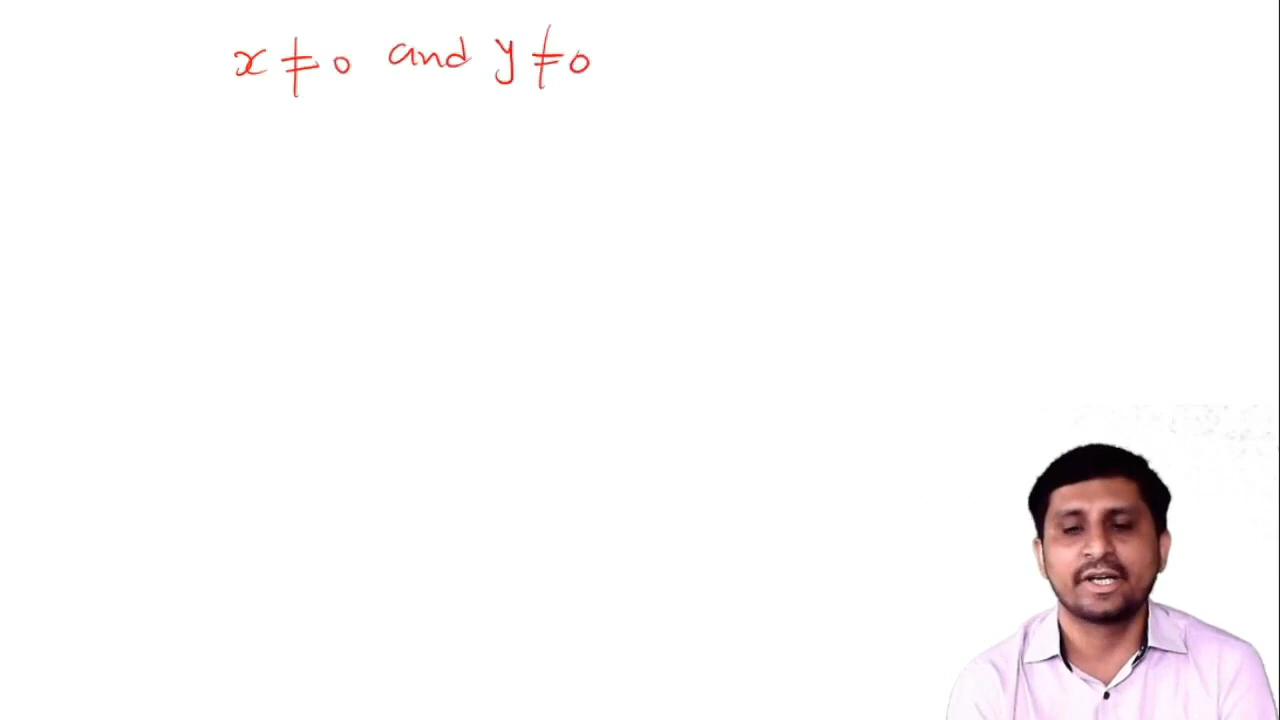 x ≠ 0 and y ≠ 0